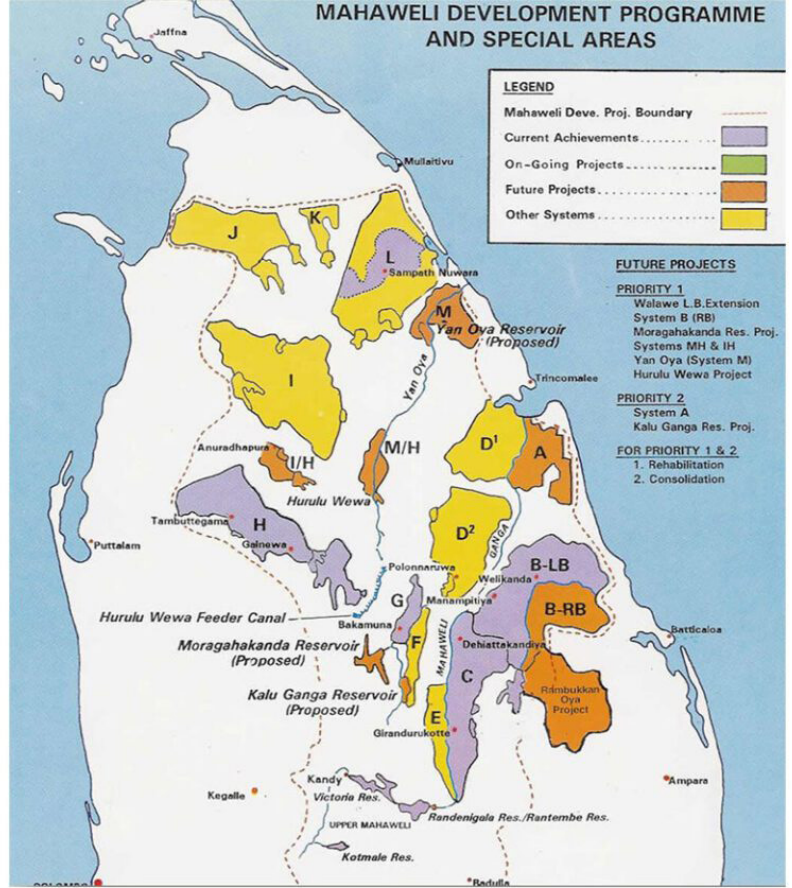 MAHAWELI DEVELOPMENT PROGRAMME
AND SPECIAL AREAS
LEGEND
Mahaweli Deve. Proj. Boundary
Current Achievements
On-Going Projects
Future Projects
Other Systems
FUTURE PROJECTS
PRIORITY 1
Walawe L.B.Extension
System B (RB)
Moragahakanda Res. Proj.
Systems MH & IH
Yan Oya (System M)
Hurulu Wewa Project
PRIORITY 2
System A
Kalu Ganga Res. Proj.
FOR PRIORITY 1 & 2
1. Rehabilitation
2. Consolidation
Jaffna
Mullaitivu
J
K
L
Sampath Nuwara
M
Yan Oya Reservoir
(Proposed)
Yan Oya
Trincomalee
I
D¹
A
Anuradhapura
I/H
M/H
Hurulu Wewa
H
Tambuttegama
Galnewa
Puttalam
D²
GANGA
Polonnaruwa
Welikanda
Manampitiya
B-LB
B-RB
Hurulu Wewa Feeder Canal
G
Bakamuna
MAHAWELI
Dehiattakandiya
Batticaloa
Moragahakanda Reservoir
(Proposed)
F
C
Kalu Ganga Reservoir
(Proposed)
Rambukkan
Oya
Project
E
Girandurukotte
Kandy
Victoria Res.
Kegalle
Ampara
Randenigala Res./Rantembe Res.
UPPER MAHAWELI
Kotmale Res.
Badulla
COLOMBO